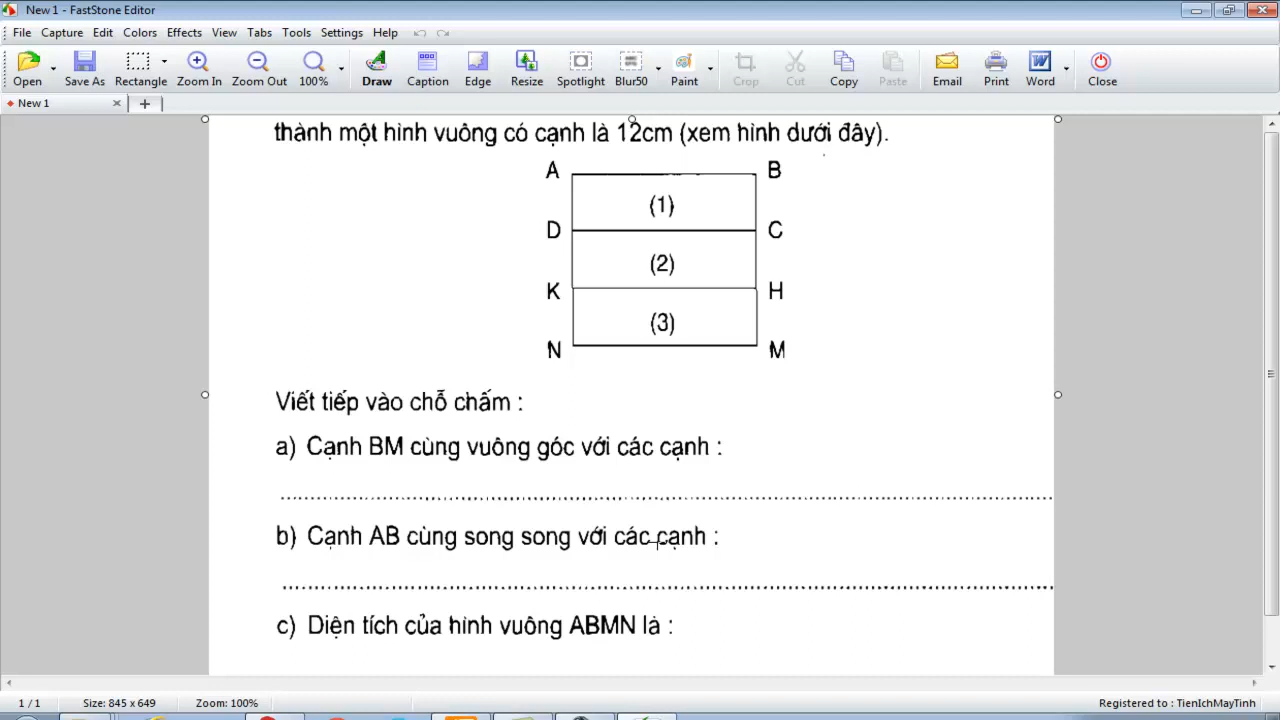 New 1 - FastStone Editor
File Capture Edit Colors Effects View Tabs Tools Settings Help
Open Save As Rectangle Zoom In Zoom Out 100% Draw Caption Edge Resize Spotlight Blur50 Paint Crop Cut Copy Paste Email Print Word Close
New 1
thành một hình vuông có cạnh là 12cm (xem hình dưới đây).
A B
(1)
D C
(2)
K H
(3)
N M
Viết tiếp vào chỗ chấm :
a) Cạnh BM cùng vuông góc với các cạnh :
b) Cạnh AB cùng song song với các cạnh :
c) Diện tích của hình vuông ABMN là :
1 / 1 Size: 845 x 649 Zoom: 100% Registered to : TienIchMayTinh